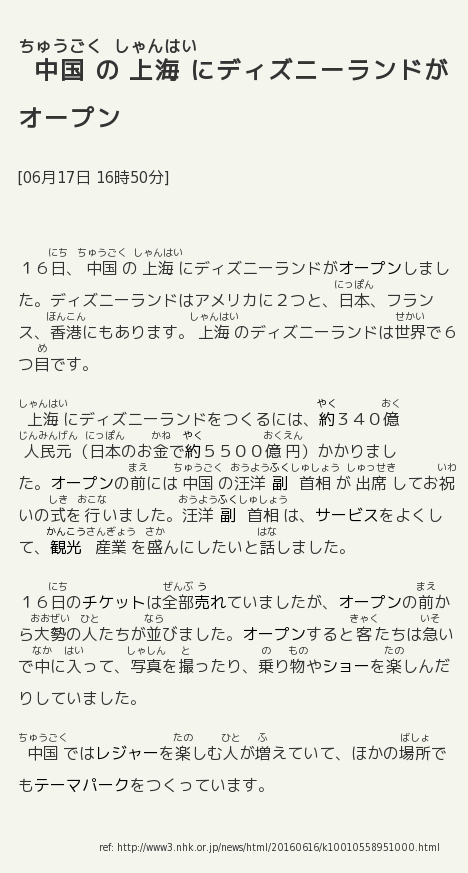 ちゅうごく しゃんはい
中国 の 上海 にディズニーランドが
オープン
[06月17日 16時50分]
にち ちゅうごく しゃんはい
１６日、 中国 の 上海 にディズニーランドがオープンしまし
にっぽん
た。ディズニーランドはアメリカに２つと、日本、フラン
ほんこん しゃんはい せかい
ス、香港にもあります。 上海 のディズニーランドは世界で６
め
つ目です。
しゃんはい やく おく
上海 にディズニーランドをつくるには、約３４０億
じんみんげん にっぽん かね やく おくえん
人民元（日本のお金で約５５００億 円）かかりまし
まえ ちゅうごく おうようふくしゅしょう しゅっせき いわ
た。オープンの前には 中国 の汪洋 副 首相 が 出席 してお祝
しき おこな おうようふくしゅしょう
いの式を 行 いました。汪洋 副 首相 は、サービスをよくし
かんこうさんぎょう さか はな
て、観光 産業 を盛んにしたいと話しました。
にち ぜんぶ う まえ
１６日のチケットは全部売れていましたが、オープンの前か
おおぜい ひと なら きゃく いそ
ら大勢の人たちが並びました。オープンすると客たちは急い
なか はい しゃしん と の もの たの
で中に入って、写真を撮ったり、乗り物やショーを楽しんだ
りしていました。
ちゅうごく たの ひと ふ ばしょ
中国 ではレジャーを楽しむ人が増えていて、ほかの場所で
もテーマパークをつくっています。
ref: http://www3.nhk.or.jp/news/html/20160616/k10010558951000.html